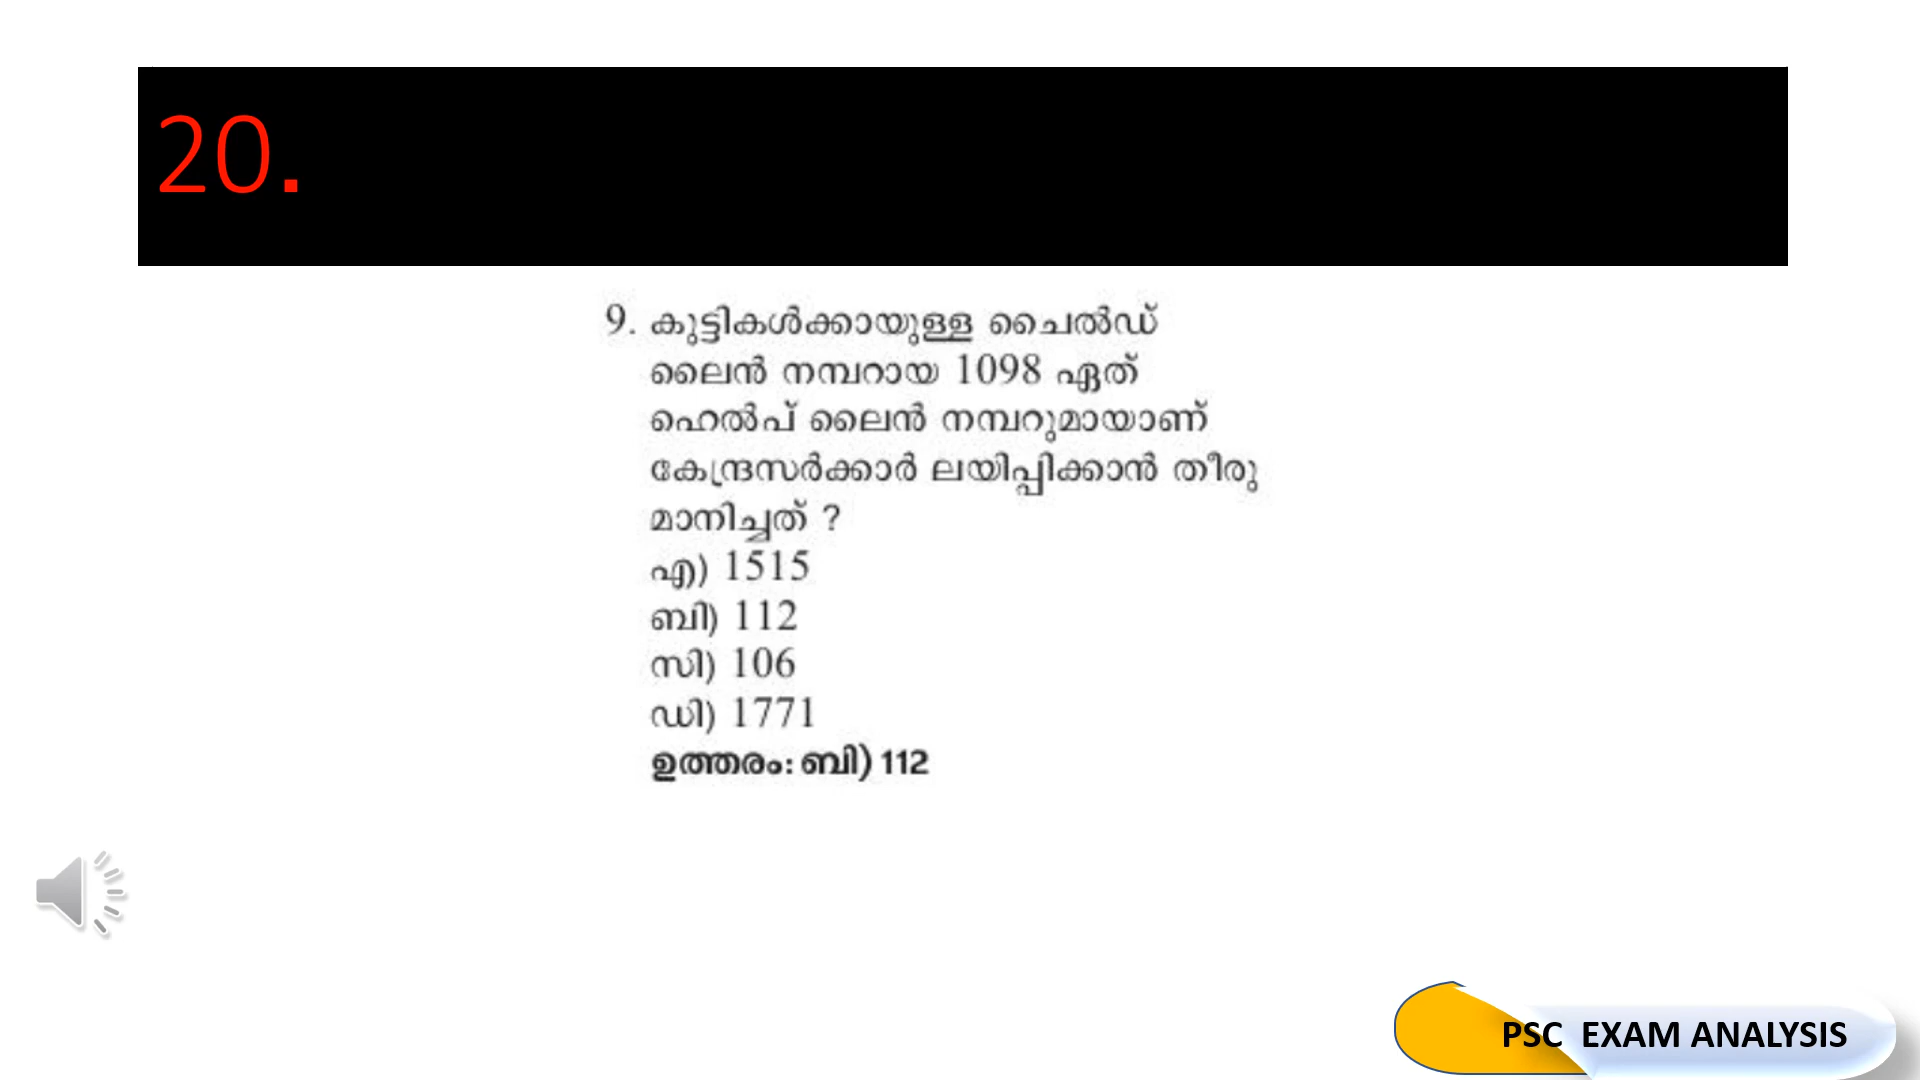 20.
9. കുട്ടികൾക്കായുള്ള ചൈൽഡ്
ലൈൻ നമ്പറായ 1098 ഏത്
ഹെൽപ് ലൈൻ നമ്പറുമായാണ്
കേന്ദ്രസർക്കാർ ലയിപ്പിക്കാൻ തീരു
മാനിച്ചത് ?
എ) 1515
ബി) 112
സി) 106
ഡി) 1771
ഉത്തരം: ബി) 112
PSC EXAM ANALYSIS